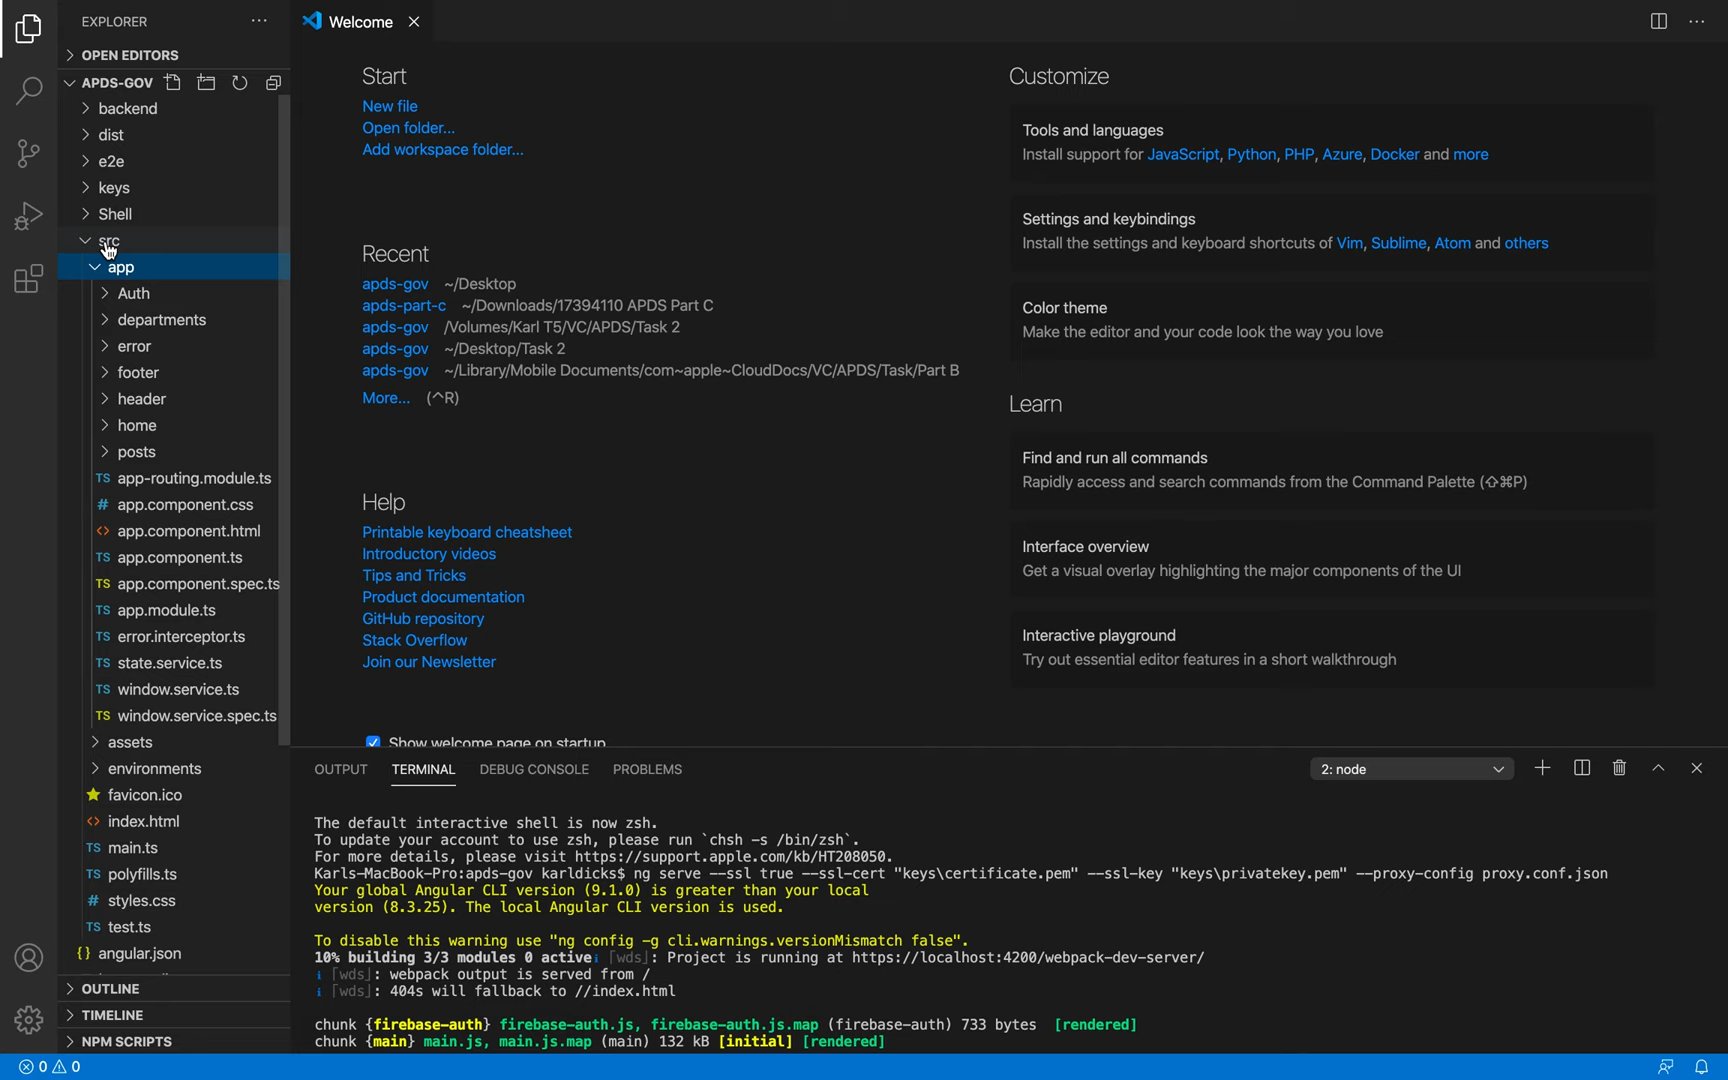 EXPLORER
OPEN EDITORS
APDS-GOV
backend
dist
e2e
keys
Shell
src
app
Auth
departments
error
footer
header
home
posts
TS app-routing.module.ts
# app.component.css
<> app.component.html
TS app.component.ts
TS app.component.spec.ts
TS app.module.ts
TS error.interceptor.ts
TS state.service.ts
TS window.service.ts
TS window.service.spec.ts
assets
environments
favicon.ico
<> index.html
TS main.ts
TS polyfills.ts
# styles.css
TS test.ts
{} angular.json
OUTLINE
TIMELINE
NPM SCRIPTS
Welcome
Start
New file
Open folder...
Add workspace folder...
Recent
apds-gov ~/Desktop
apds-part-c ~/Downloads/17394110 APDS Part C
apds-gov /Volumes/Karl T5/VC/APDS/Task 2
apds-gov ~/Desktop/Task 2
apds-gov ~/Library/Mobile Documents/com~apple~CloudDocs/VC/APDS/Task/Part B
More... (^R)
Help
Printable keyboard cheatsheet
Introductory videos
Tips and Tricks
Product documentation
GitHub repository
Stack Overflow
Join our Newsletter
Show welcome page on startup
Customize
Tools and languages
Install support for JavaScript, Python, PHP, Azure, Docker and more
Settings and keybindings
Install the settings and keyboard shortcuts of Vim, Sublime, Atom and others
Color theme
Make the editor and your code look the way you love
Learn
Find and run all commands
Rapidly access and search commands from the Command Palette (⇧⌘P)
Interface overview
Get a visual overlay highlighting the major components of the UI
Interactive playground
Try out essential editor features in a short walkthrough
OUTPUT TERMINAL DEBUG CONSOLE PROBLEMS
2: node
The default interactive shell is now zsh.
To update your account to use zsh, please run `chsh -s /bin/zsh`.
For more details, please visit https://support.apple.com/kb/HT208050.
Karls-MacBook-Pro:apds-gov karldicks$ ng serve --ssl true --ssl-cert "keys\certificate.pem" --ssl-key "keys\privatekey.pem" --proxy-config proxy.conf.json
Your global Angular CLI version (9.1.0) is greater than your local
version (8.3.25). The local Angular CLI version is used.
To disable this warning use "ng config -g cli.warnings.versionMismatch false".
10% building 3/3 modules 0 activeℹ ｢wds｣: Project is running at https://localhost:4200/webpack-dev-server/
ℹ ｢wds｣: webpack output is served from /
ℹ ｢wds｣: 404s will fallback to //index.html
chunk {firebase-auth} firebase-auth.js, firebase-auth.js.map (firebase-auth) 733 bytes [rendered]
chunk {main} main.js, main.js.map (main) 132 kB [initial] [rendered]
0 0